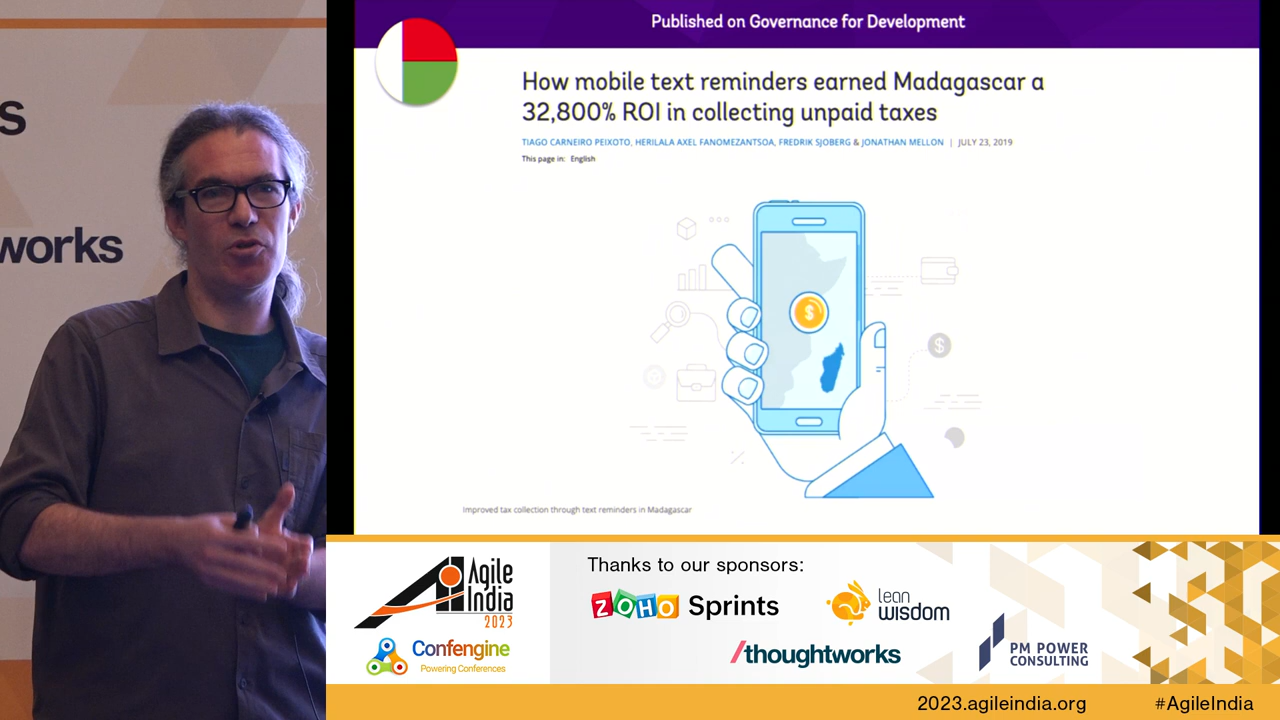 s
works
Published on Governance for Development
How mobile text reminders earned Madagascar a
32,800% ROI in collecting unpaid taxes
TIAGO CARNEIRO PEIXOTO, HERILALA AXEL FANOMEZANTSOA, FREDRIK SJOBERG & JONATHAN MELLON | JULY 23, 2019
This page in: English
$
$
Improved tax collection through text reminders in Madagascar
Agile
India
2023
Confengine
Powering Conferences
Thanks to our sponsors:
ZOHO Sprints
lean
wisdom
/thoughtworks
PM POWER
CONSULTING
2023.agileindia.org #AgileIndia